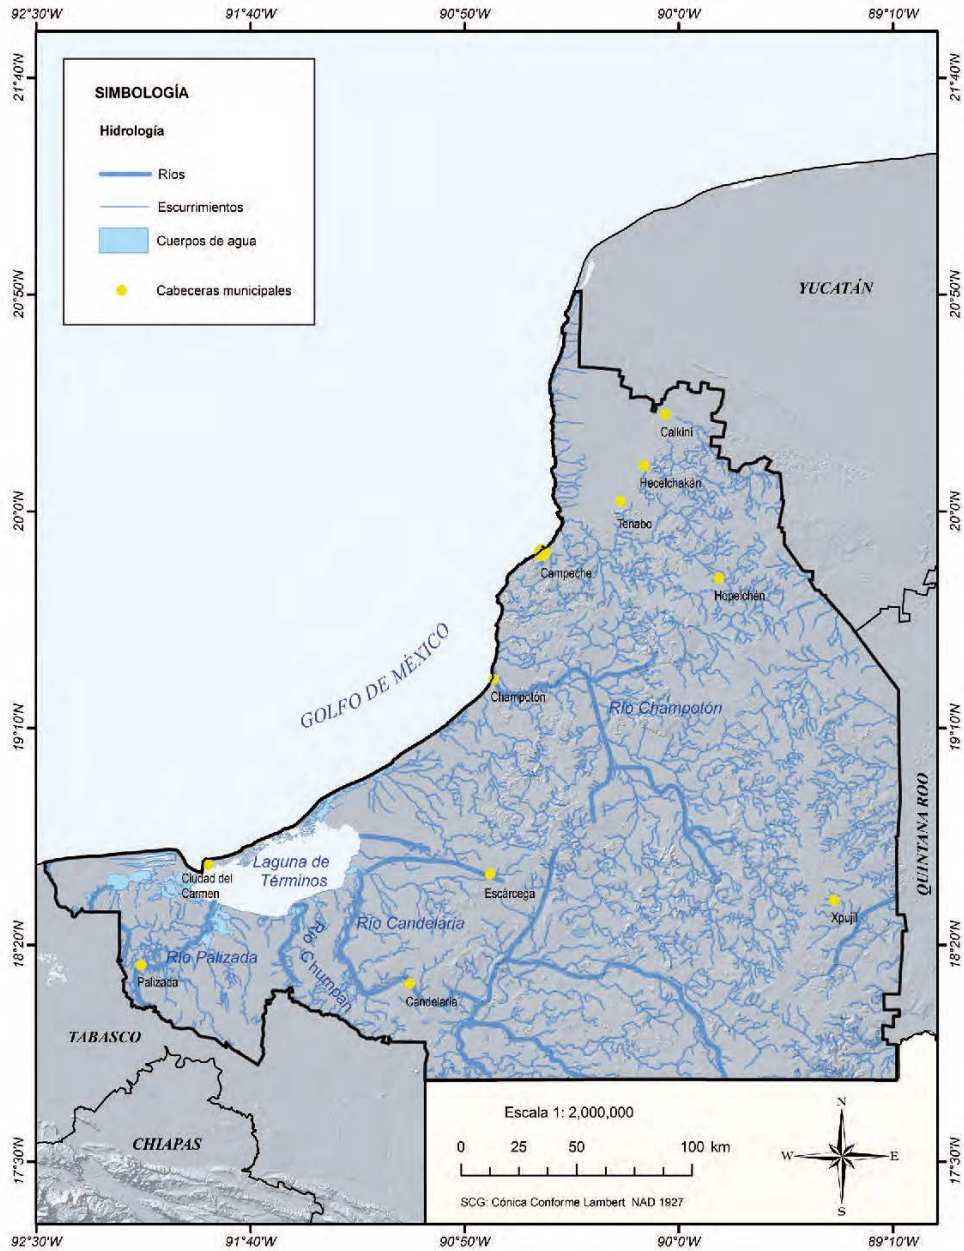 92°30'W 91°40'W 90°50'W 90°0'W 89°10'W
21°40'N 21°40'N
SIMBOLOGÍA
Hidrología
Ríos
Escurrimientos
Cuerpos de agua
Cabeceras municipales
20°50'N 20°50'N
YUCATÁN
Calkiní
Hecelchakán
20°0'N 20°0'N
Tenabo
Campeche
Hopelchén
GOLFO DE MÉXICO
Champotón
Río Champotón
19°10'N 19°10'N
QUINTANA ROO
Laguna de
Términos
Ciudad del
Carmen
Escárcega
Xpujil
Río Candelaria
18°20'N 18°20'N
Río Palizada
Río Chumpan
Palizada
Candelaria
TABASCO
CHIAPAS
Escala 1: 2,000,000
0 25 50 100 km
SCG: Cónica Conforme Lambert NAD 1927
N
W E
S
17°30'N 17°30'N
92°30'W 91°40'W 90°50'W 90°0'W 89°10'W